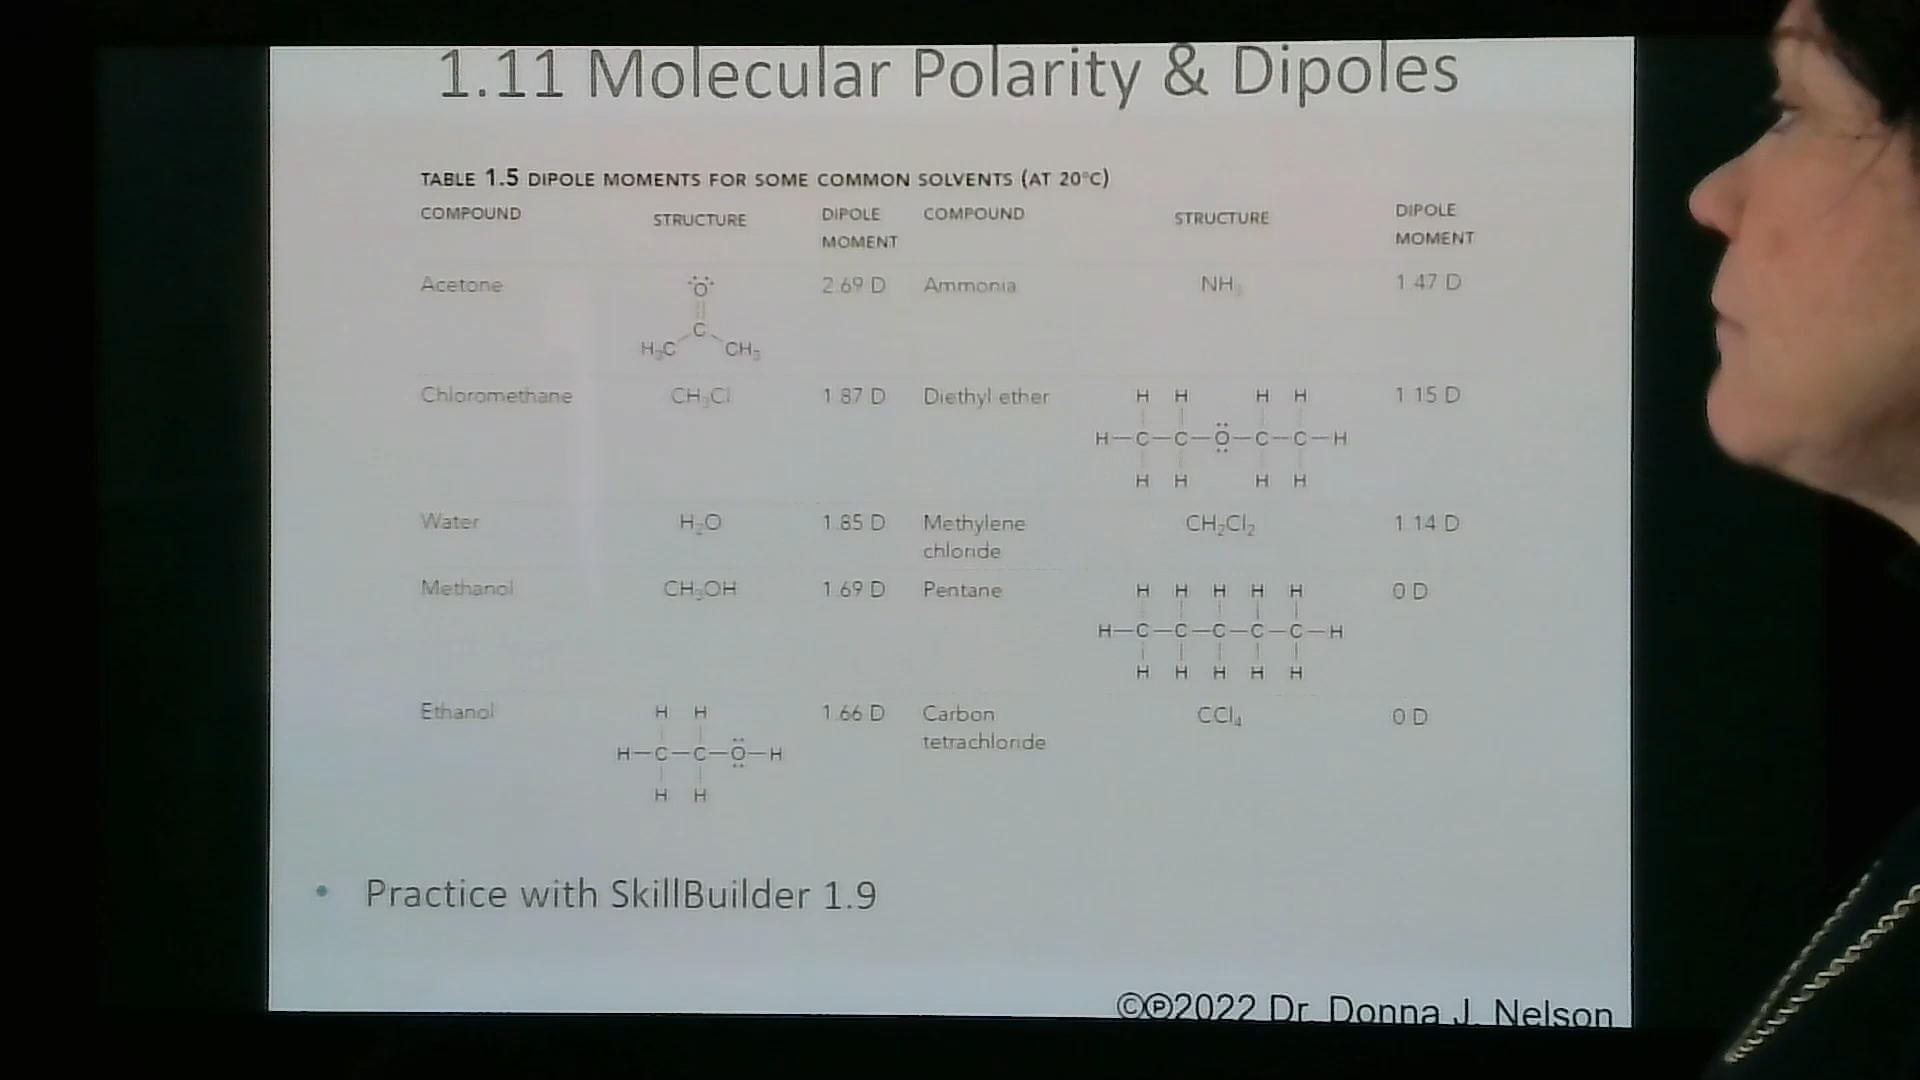 1.11 Molecular Polarity & Dipoles
TABLE 1.5 DIPOLE MOMENTS FOR SOME COMMON SOLVENTS (AT 20°C)
COMPOUND STRUCTURE DIPOLE MOMENT COMPOUND STRUCTURE DIPOLE MOMENT
Acetone O C H3C CH3 2.69 D Ammonia NH3 1.47 D
Chloromethane CH3Cl 1.87 D Diethyl ether 1.15 D
H H H H
H—C—C—O—C—C—H
H H H H
Water H2O 1.85 D Methylene chloride CH2Cl2 1.14 D
Methanol CH3OH 1.69 D Pentane 0 D
H H H H H
H—C—C—C—C—C—H
H H H H H
Ethanol 1.66 D Carbon tetrachloride CCl4 0 D
H H
H—C—C—O—H
H H
• Practice with SkillBuilder 1.9
©℗2022 Dr. Donna J. Nelson